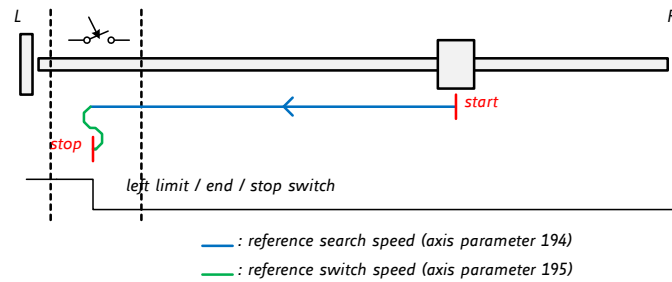 L
R
start
stop
left limit / end / stop switch
: reference search speed (axis parameter 194)
: reference switch speed (axis parameter 195)